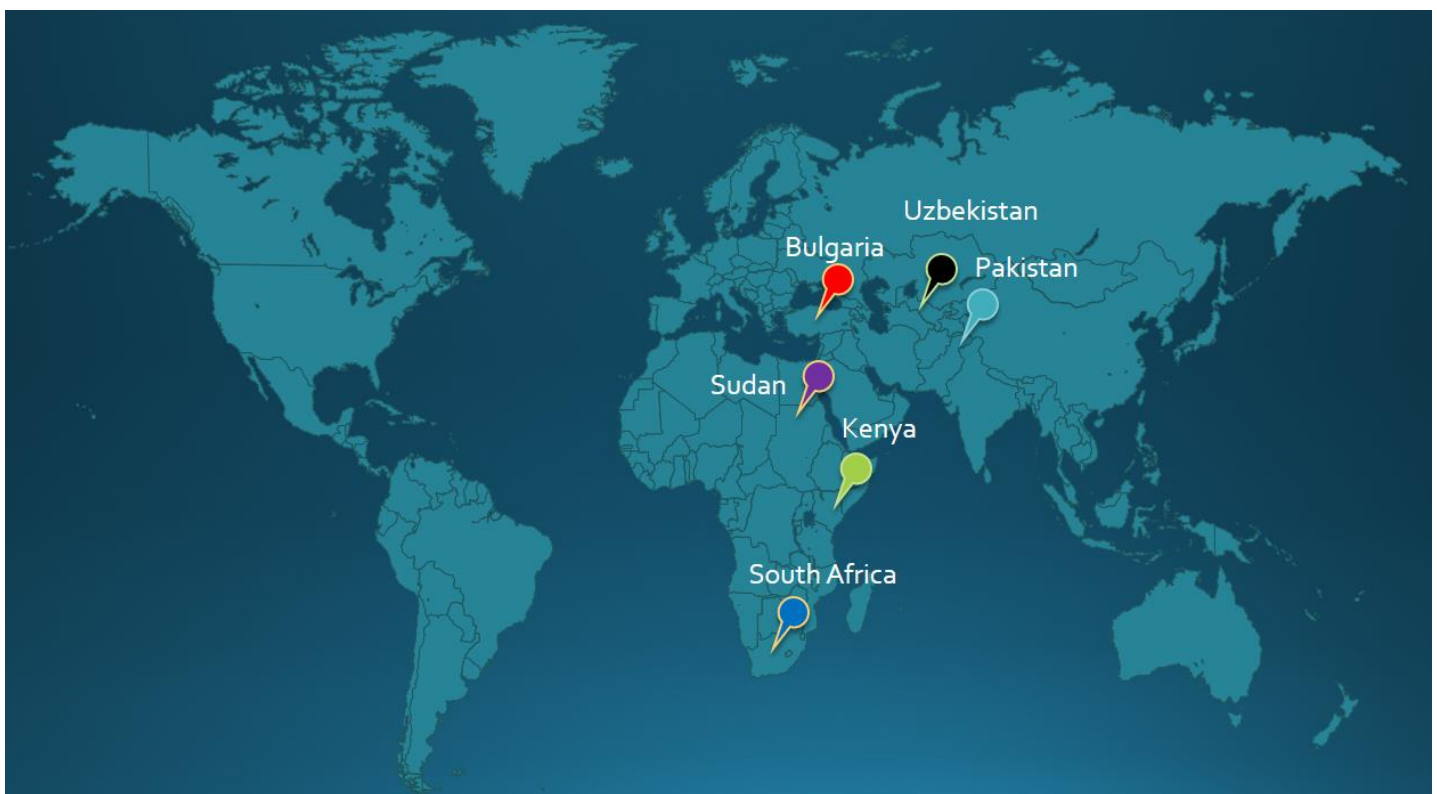 Uzbekistan
Bulgaria
Pakistan
Sudan
Kenya
South Africa